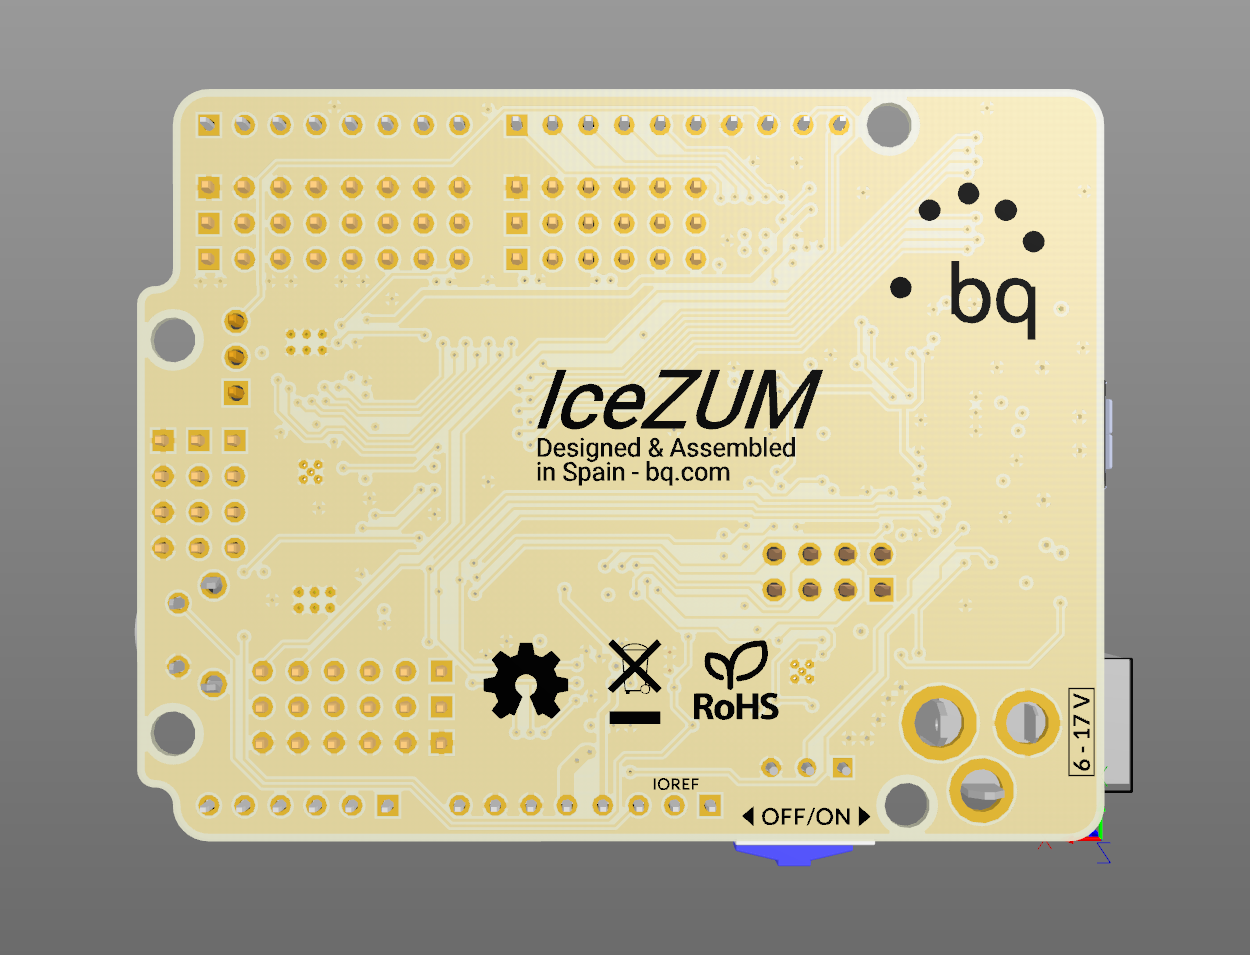 bq
IceZUM
Designed & Assembled
in Spain - bq.com
RoHS
6 - 17 V
IOREF
OFF/ON